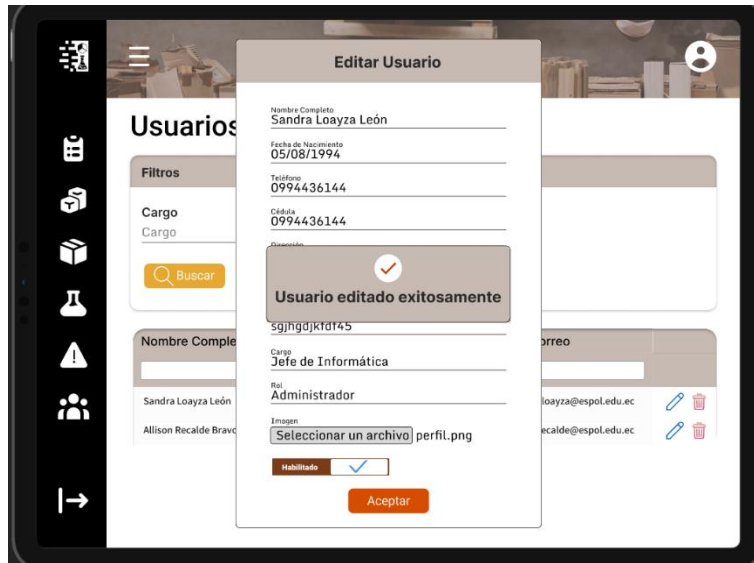 Editar Usuario
Usuarios
Nombre Completo
Sandra Loayza León
Fecha de Nacimiento
05/08/1994
Filtros
Teléfono
0994436144
Cargo
Cargo
Cédula
0994436144
Dirección
Buscar
Usuario editado exitosamente
sgjhgdjkfdf45
Nombre Comple
orreo
Cargo
Jefe de Informática
Rol
Administrador
Sandra Loayza León
loayza@espol.edu.ec
Imagen
Seleccionar un archivo perfil.png
Allison Recalde Bravo
ecalde@espol.edu.ec
Habilitado
Aceptar